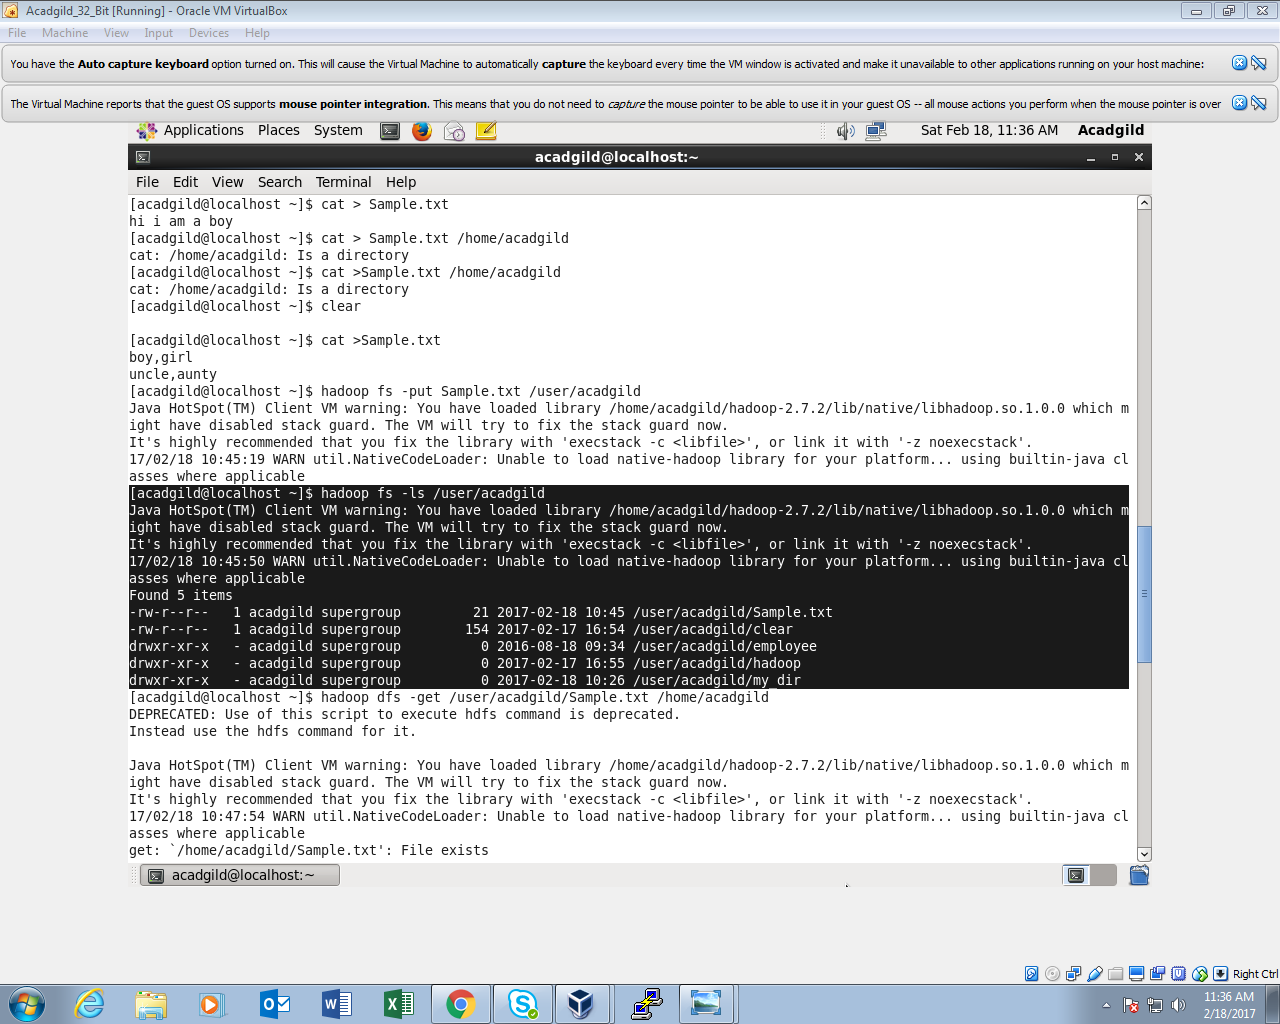 Acadgild_32_Bit [Running] - Oracle VM VirtualBox
File Machine View Input Devices Help
You have the Auto capture keyboard option turned on. This will cause the Virtual Machine to automatically capture the keyboard every time the VM window is activated and make it unavailable to other applications running on your host machine:
The Virtual Machine reports that the guest OS supports mouse pointer integration. This means that you do not need to capture the mouse pointer to be able to use it in your guest OS -- all mouse actions you perform when the mouse pointer is over
Applications Places System Sat Feb 18, 11:36 AM Acadgild
acadgild@localhost:~
File Edit View Search Terminal Help
[acadgild@localhost ~]$ cat > Sample.txt
hi i am a boy
[acadgild@localhost ~]$ cat > Sample.txt /home/acadgild
cat: /home/acadgild: Is a directory
[acadgild@localhost ~]$ cat >Sample.txt /home/acadgild
cat: /home/acadgild: Is a directory
[acadgild@localhost ~]$ clear
[acadgild@localhost ~]$ cat >Sample.txt
boy,girl
uncle,aunty
[acadgild@localhost ~]$ hadoop fs -put Sample.txt /user/acadgild
Java HotSpot(TM) Client VM warning: You have loaded library /home/acadgild/hadoop-2.7.2/lib/native/libhadoop.so.1.0.0 which m
ight have disabled stack guard. The VM will try to fix the stack guard now.
It's highly recommended that you fix the library with 'execstack -c <libfile>', or link it with '-z noexecstack'.
17/02/18 10:45:19 WARN util.NativeCodeLoader: Unable to load native-hadoop library for your platform... using builtin-java cl
asses where applicable
[acadgild@localhost ~]$ hadoop fs -ls /user/acadgild
Java HotSpot(TM) Client VM warning: You have loaded library /home/acadgild/hadoop-2.7.2/lib/native/libhadoop.so.1.0.0 which m
ight have disabled stack guard. The VM will try to fix the stack guard now.
It's highly recommended that you fix the library with 'execstack -c <libfile>', or link it with '-z noexecstack'.
17/02/18 10:45:50 WARN util.NativeCodeLoader: Unable to load native-hadoop library for your platform... using builtin-java cl
asses where applicable
Found 5 items
-rw-r--r-- 1 acadgild supergroup 21 2017-02-18 10:45 /user/acadgild/Sample.txt
-rw-r--r-- 1 acadgild supergroup 154 2017-02-17 16:54 /user/acadgild/clear
drwxr-xr-x - acadgild supergroup 0 2016-08-18 09:34 /user/acadgild/employee
drwxr-xr-x - acadgild supergroup 0 2017-02-17 16:55 /user/acadgild/hadoop
drwxr-xr-x - acadgild supergroup 0 2017-02-18 10:26 /user/acadgild/my_dir
[acadgild@localhost ~]$ hadoop dfs -get /user/acadgild/Sample.txt /home/acadgild
DEPRECATED: Use of this script to execute hdfs command is deprecated.
Instead use the hdfs command for it.
Java HotSpot(TM) Client VM warning: You have loaded library /home/acadgild/hadoop-2.7.2/lib/native/libhadoop.so.1.0.0 which m
ight have disabled stack guard. The VM will try to fix the stack guard now.
It's highly recommended that you fix the library with 'execstack -c <libfile>', or link it with '-z noexecstack'.
17/02/18 10:47:54 WARN util.NativeCodeLoader: Unable to load native-hadoop library for your platform... using builtin-java cl
asses where applicable
get: `/home/acadgild/Sample.txt': File exists
acadgild@localhost:~
Right Ctrl
11:36 AM
2/18/2017